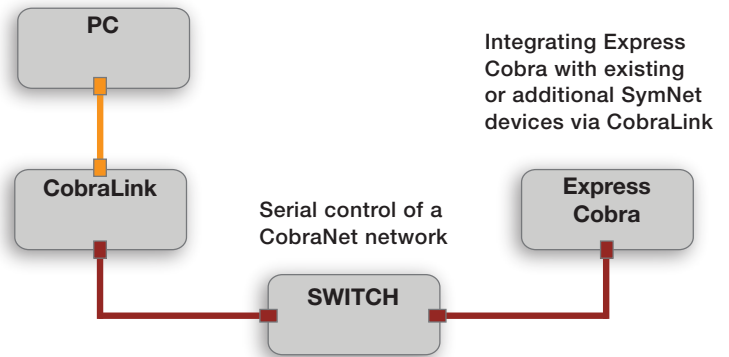 PC
Integrating Express
Cobra with existing
or additional SymNet
devices via CobraLink
CobraLink
Express
Cobra
Serial control of a
CobraNet network
SWITCH